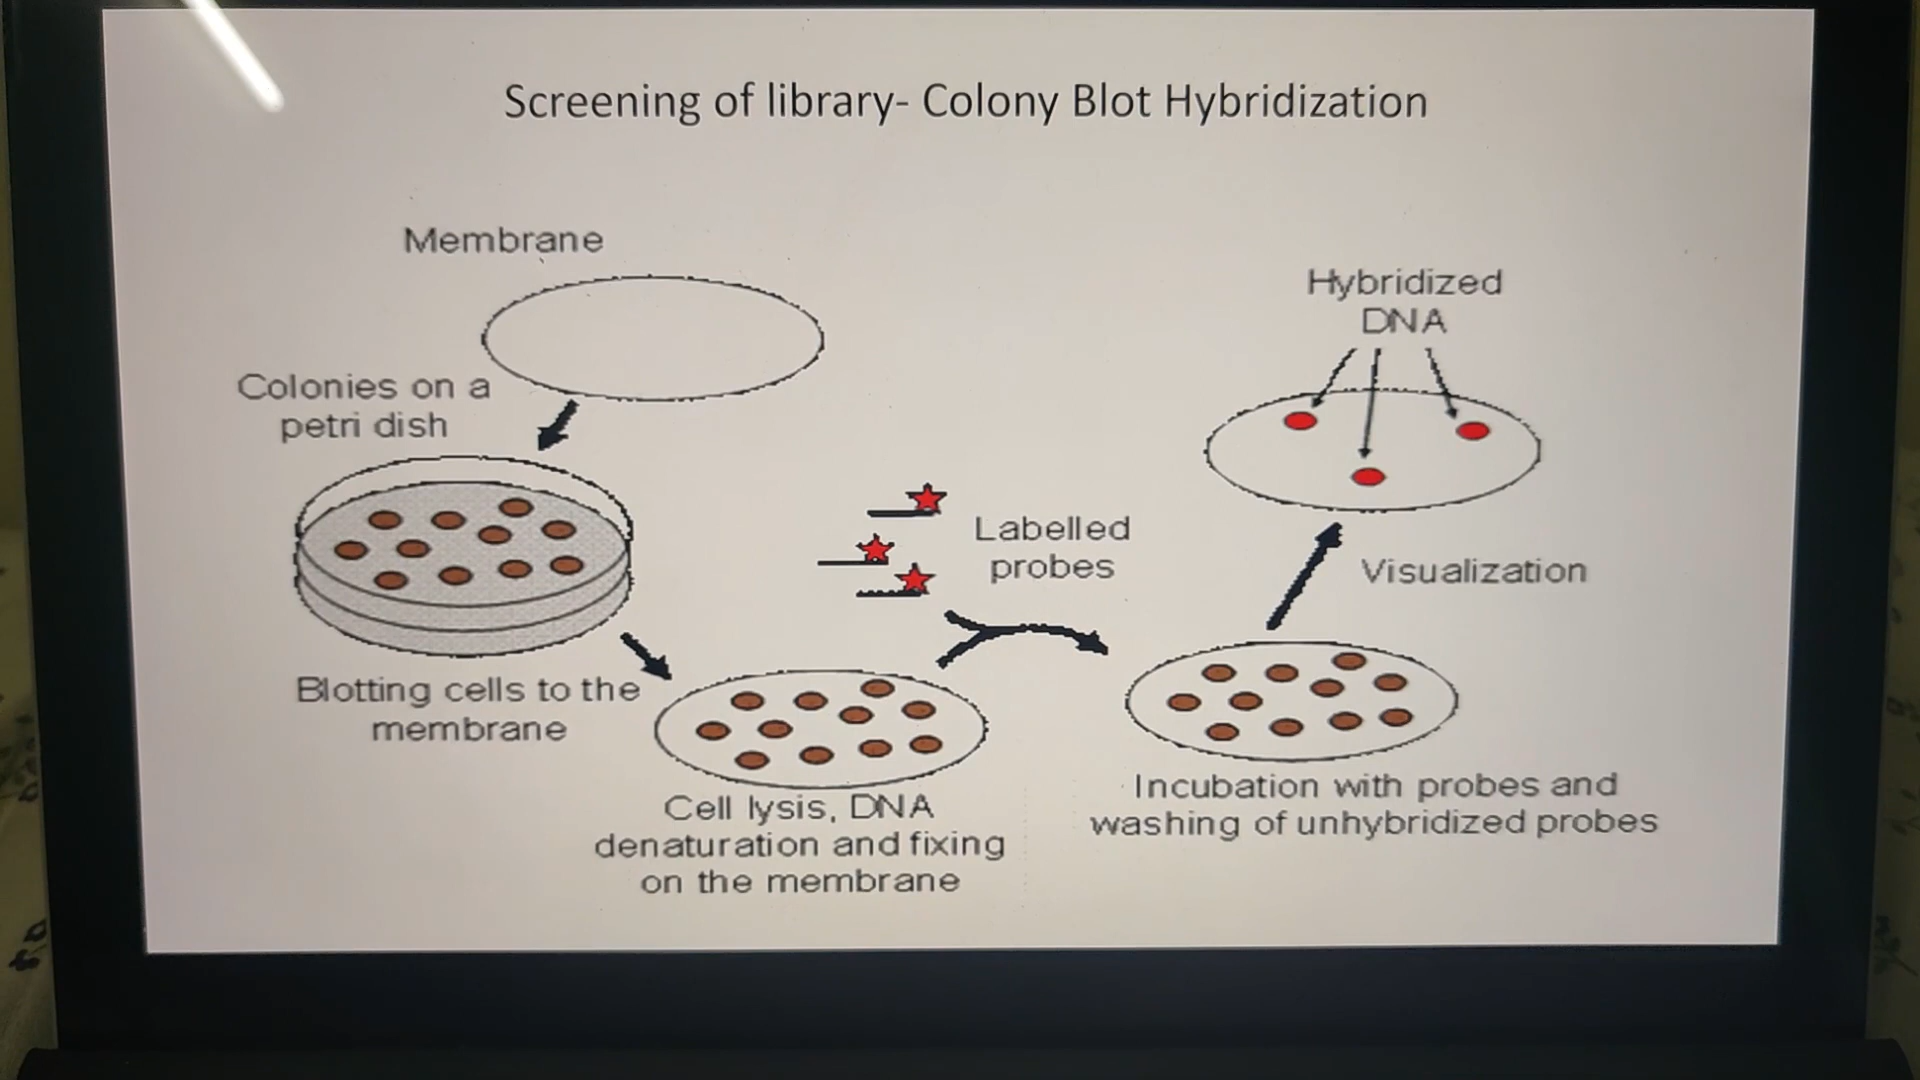 Screening of library- Colony Blot Hybridization
Membrane
Colonies on a
petri dish
Blotting cells to the
membrane
Cell lysis, DNA
denaturation and fixing
on the membrane
Labelled
probes
Incubation with probes and
washing of unhybridized probes
Visualization
Hybridized
DNA